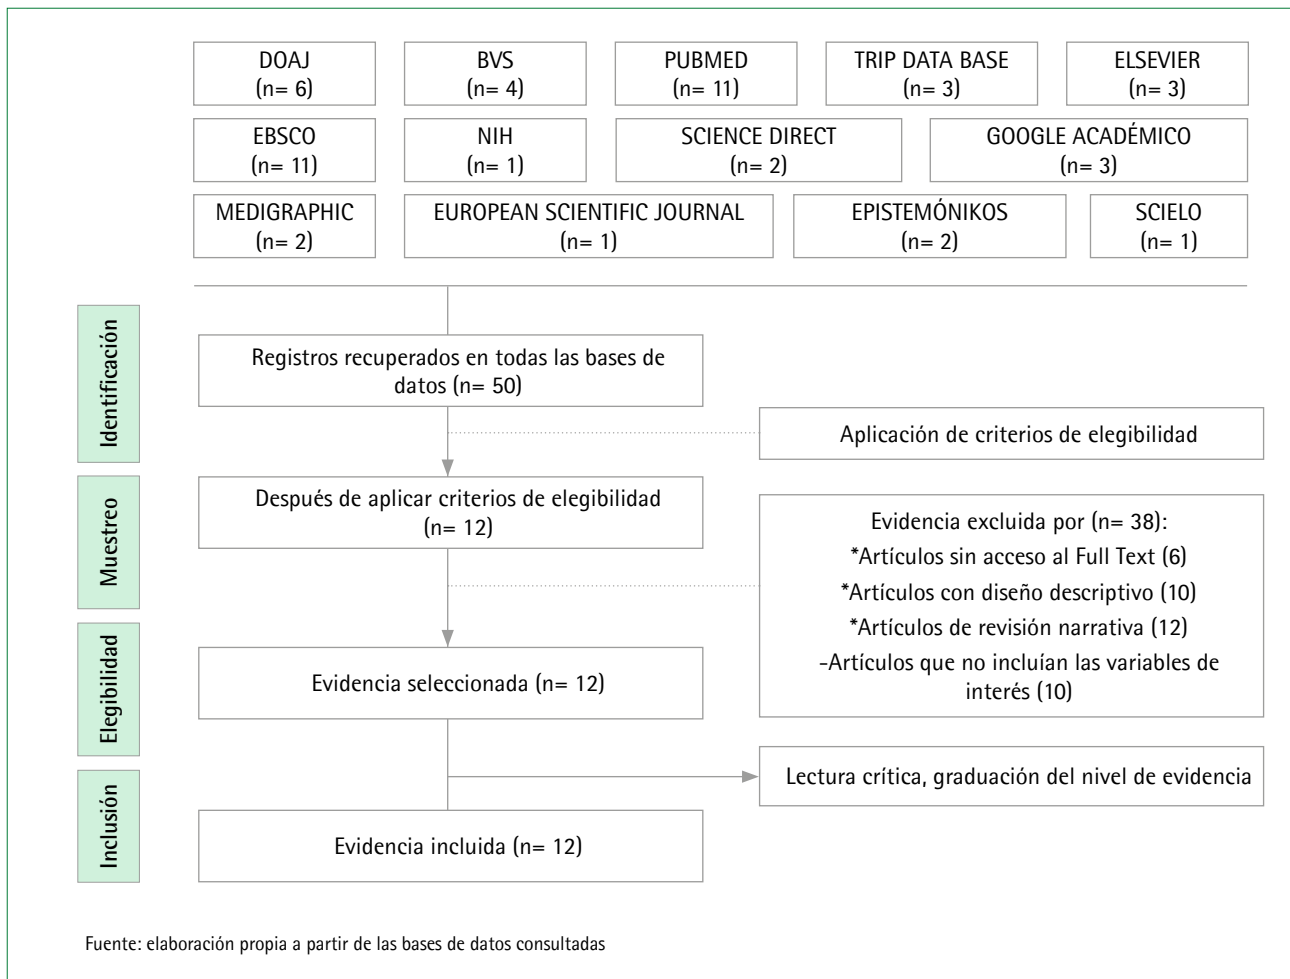 DOAJ
(n= 6)
BVS
(n= 4)
PUBMED
(n= 11)
TRIP DATA BASE
(n= 3)
ELSEVIER
(n= 3)
EBSCO
(n= 11)
NIH
(n= 1)
SCIENCE DIRECT
(n= 2)
GOOGLE ACADÉMICO
(n= 3)
MEDIGRAPHIC
(n= 2)
EUROPEAN SCIENTIFIC JOURNAL
(n= 1)
EPISTEMÓNIKOS
(n= 2)
SCIELO
(n= 1)
Identificación
Registros recuperados en todas las bases de
datos (n= 50)
Aplicación de criterios de elegibilidad
Muestreo
Después de aplicar criterios de elegibilidad
(n= 12)
Evidencia excluida por (n= 38):
*Artículos sin acceso al Full Text (6)
*Artículos con diseño descriptivo (10)
*Artículos de revisión narrativa (12)
-Artículos que no incluían las variables de
interés (10)
Elegibilidad
Evidencia seleccionada (n= 12)
Lectura crítica, graduación del nivel de evidencia
Inclusión
Evidencia incluida (n= 12)
Fuente: elaboración propia a partir de las bases de datos consultadas